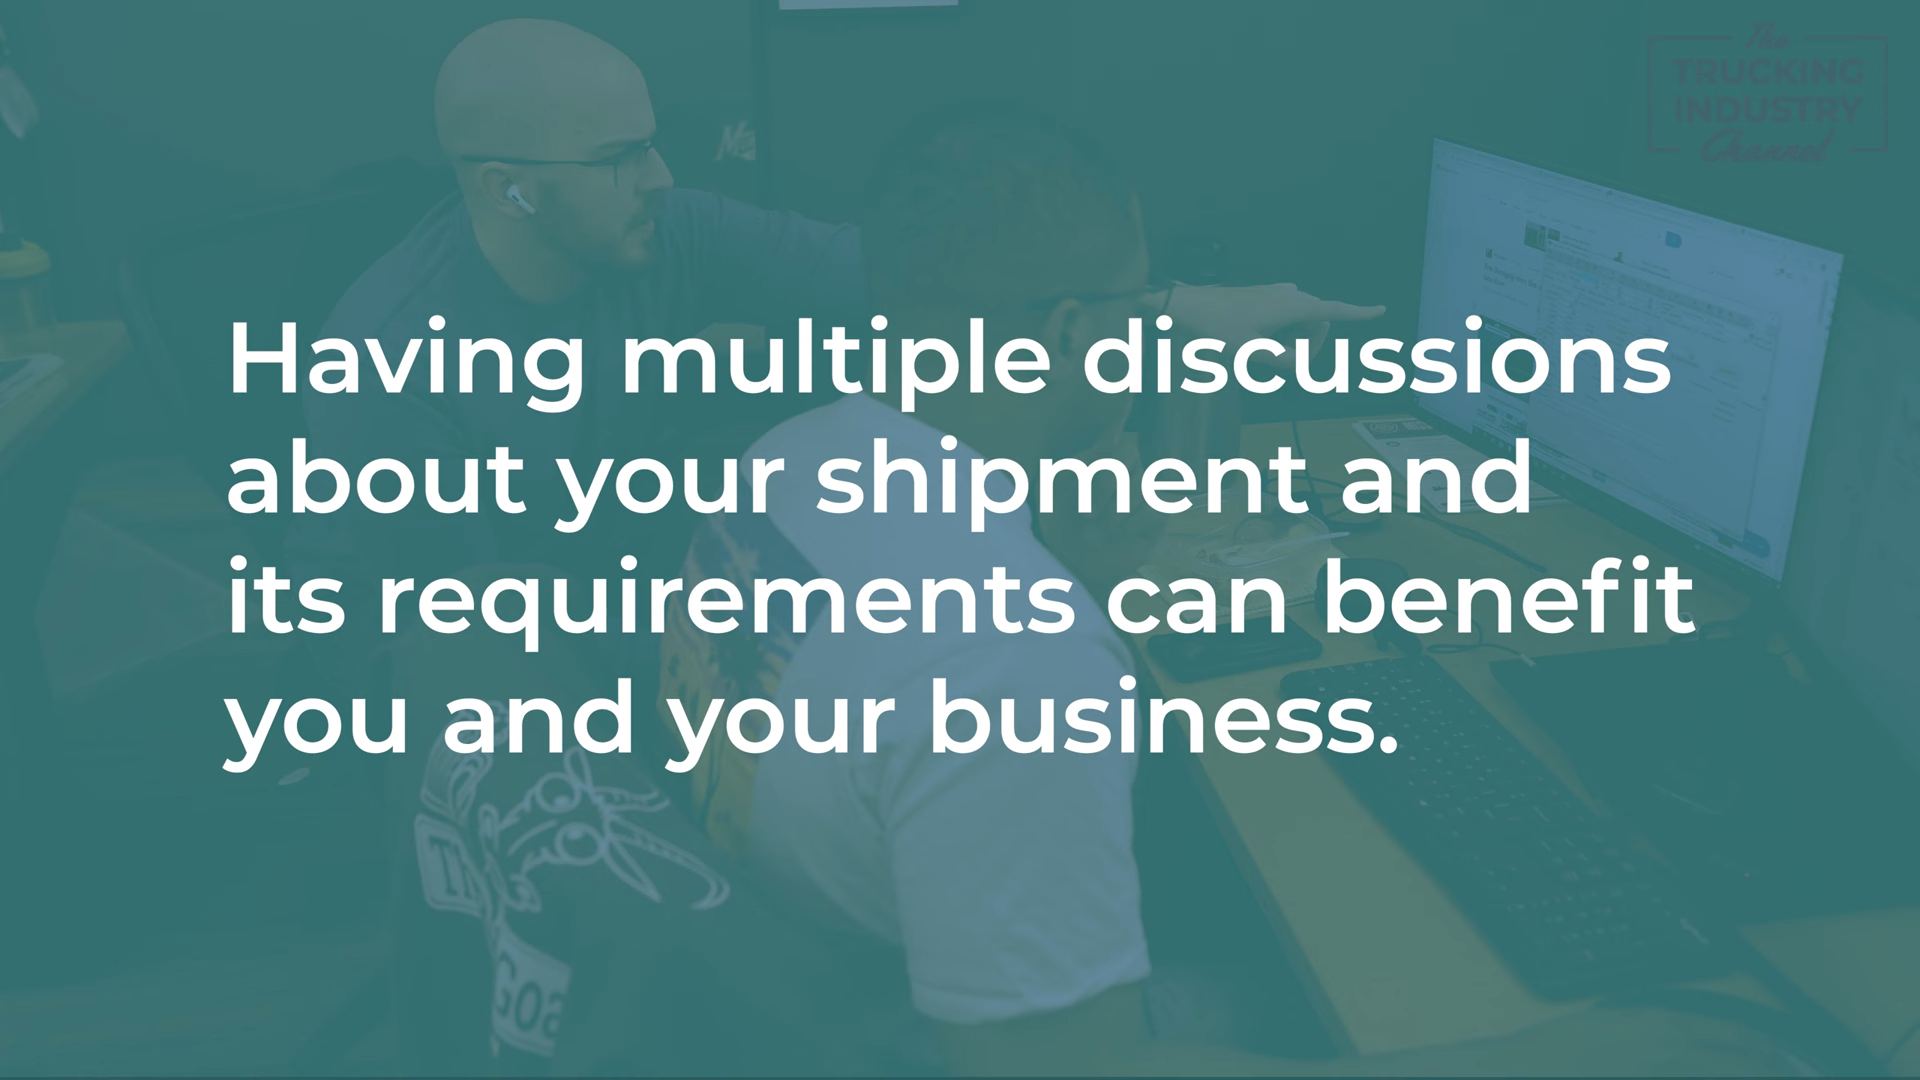 The
TRUCKING
INDUSTRY
Channel
Having multiple discussions
about your shipment and
its requirements can benefit
you and your business.
Goa